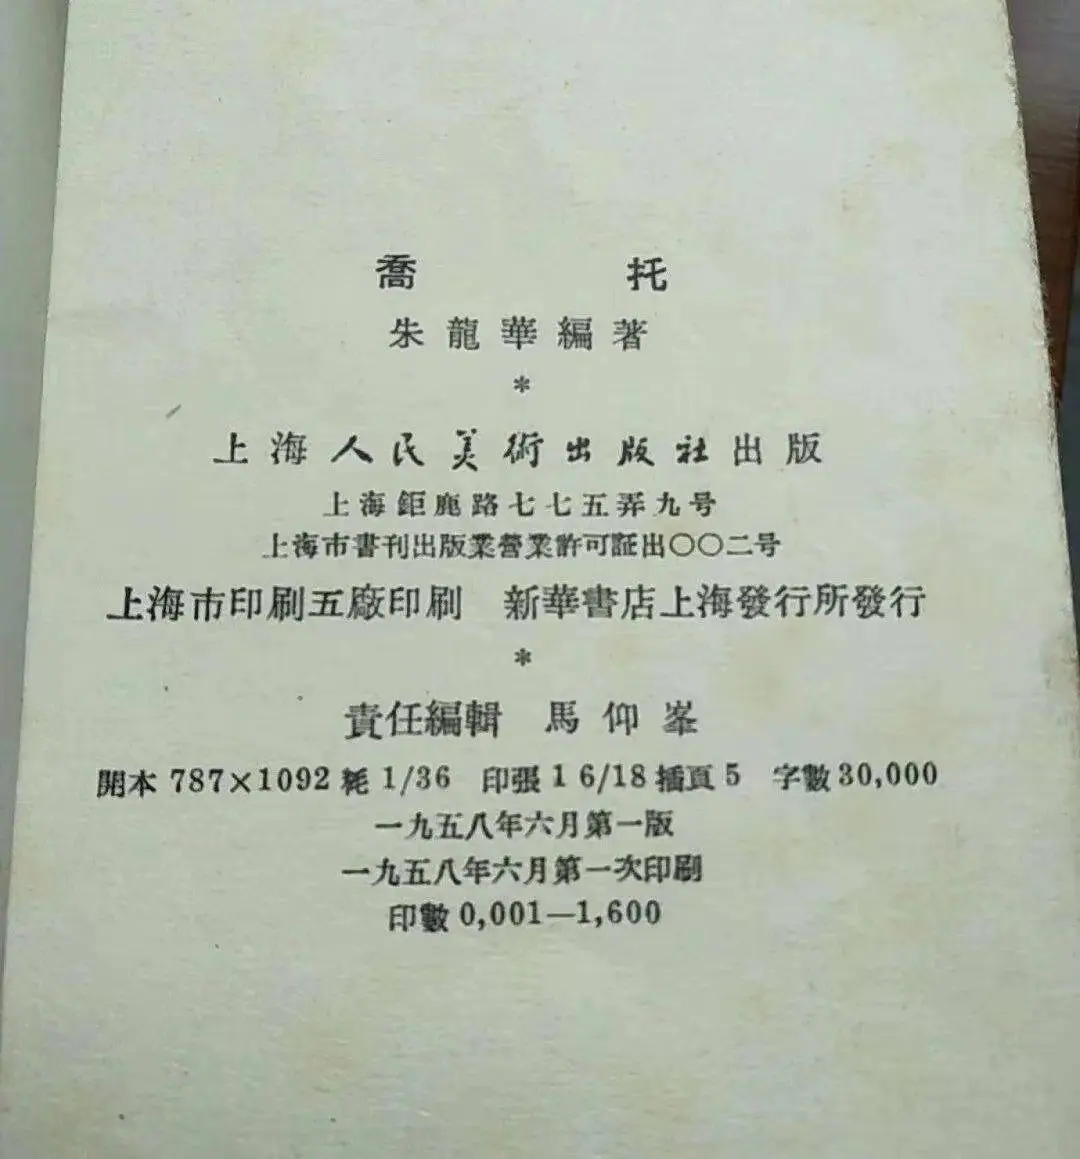 喬 托
朱龍華編著
*
上海人民美術出版社出版
上海鉅鹿路七七五弄九号
上海市書刊出版業營業許可証出〇〇二号
上海市印刷五廠印刷 新華書店上海發行所發行
*
責任編輯 馬仰峯
開本 787×1092 粍 1/36 印張 1 6/18 插頁 5 字數 30,000
一九五八年六月第一版
一九五八年六月第一次印刷
印數 0,001—1,600